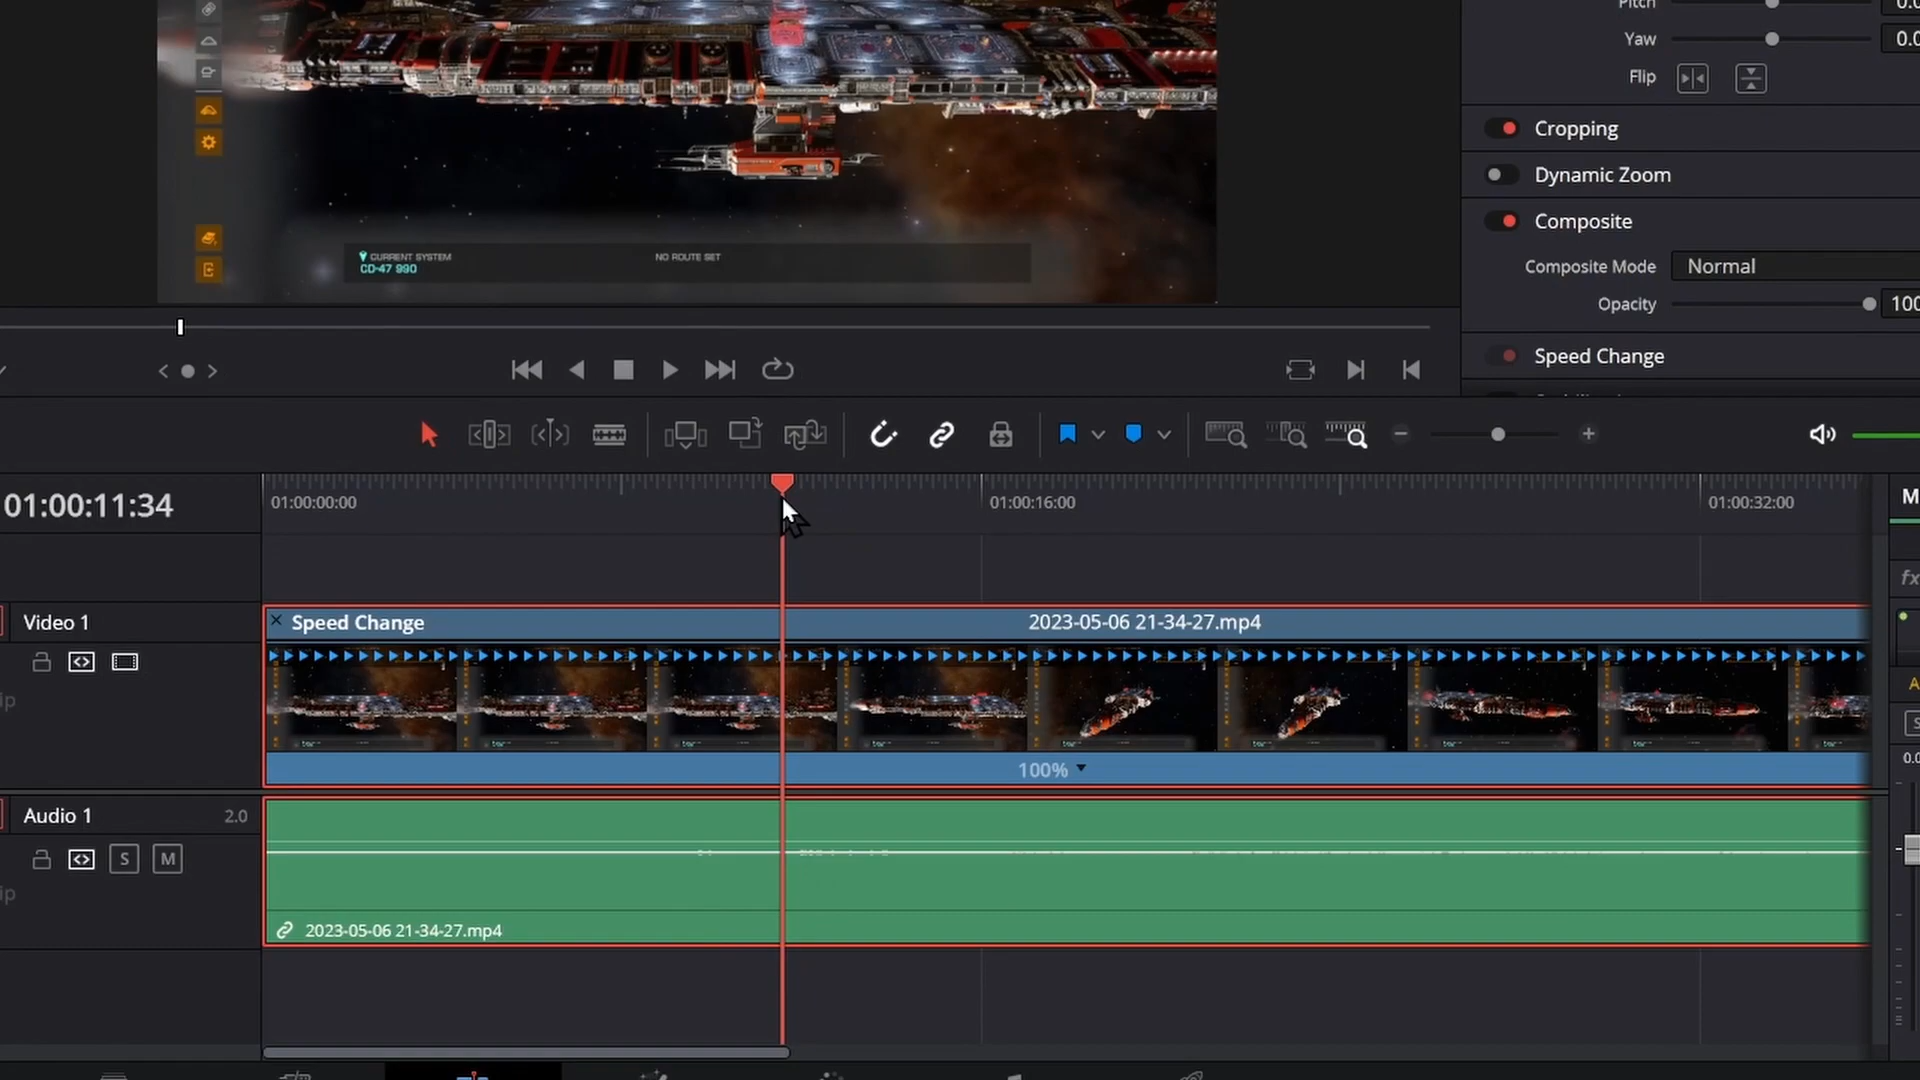 Pitch
Yaw
0.0
Flip
Cropping
Dynamic Zoom
Composite
Composite Mode
Normal
Opacity
100
Speed Change
CURRENT SYSTEM
CD-47 990
NO ROUTE SET
01:00:11:34
01:00:00:00
01:00:16:00
01:00:32:00
M
fx
Video 1
Speed Change
2023-05-06 21-34-27.mp4
100%
Audio 1
2.0
S
M
2023-05-06 21-34-27.mp4
A
S
0.0